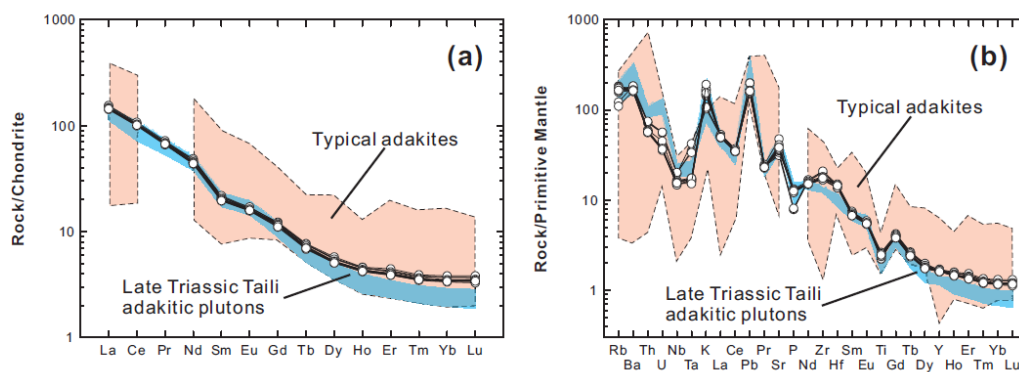 1000
100
10
1
Rock/Chondrite
(a)
Typical adakites
Late Triassic Taili
adakitic plutons
La Ce Pr Nd Sm Eu Gd Tb Dy Ho Er Tm Yb Lu
1000
100
10
1
Rock/Primitive Mantle
(b)
Typical adakites
Late Triassic Taili
adakitic plutons
Rb Th Nb K Ce Pr P Zr Sm Ti Tb Y Er Yb
Ba U Ta La Pb Sr Nd Hf Eu Gd Dy Ho Tm Lu